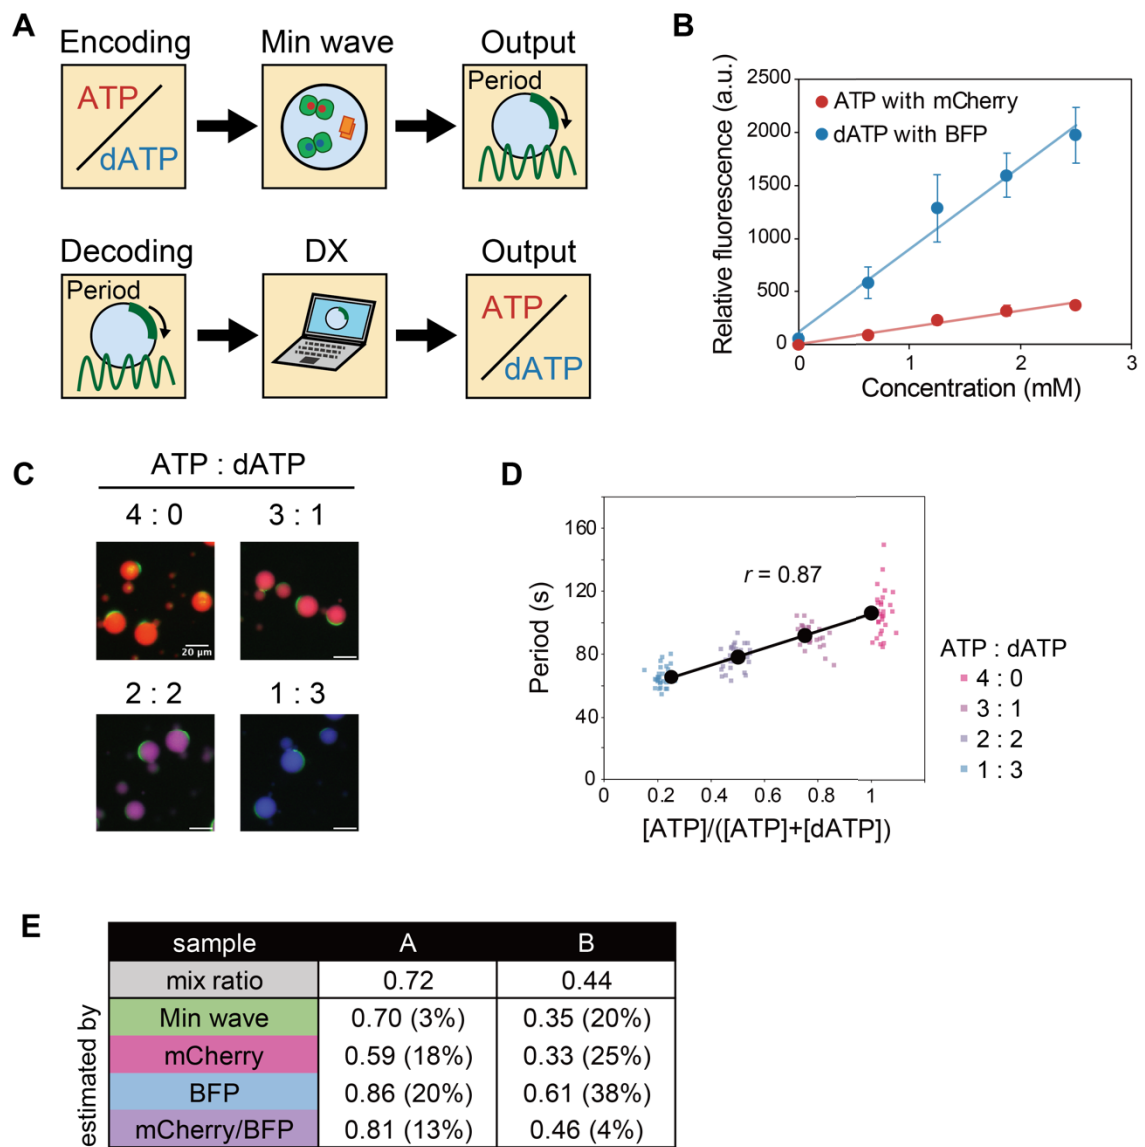 A
Encoding
Min wave
Output
ATP
dATP
Period
Decoding
DX
Output
Period
ATP
dATP
B
2500
2000
1500
1000
500
0
0
1
2
3
Relative fluorescence (a.u.)
Concentration (mM)
ATP with mCherry
dATP with BFP
C
ATP : dATP
4 : 0
3 : 1
20 µm
2 : 2
1 : 3
D
160
120
80
40
0
0
0.2
0.4
0.6
0.8
1
Period (s)
[ATP]/([ATP]+[dATP])
r = 0.87
ATP : dATP
4 : 0
3 : 1
2 : 2
1 : 3
E
sample A B
mix ratio 0.72 0.44
estimated by
Min wave 0.70 (3%) 0.35 (20%)
mCherry 0.59 (18%) 0.33 (25%)
BFP 0.86 (20%) 0.61 (38%)
mCherry/BFP 0.81 (13%) 0.46 (4%)